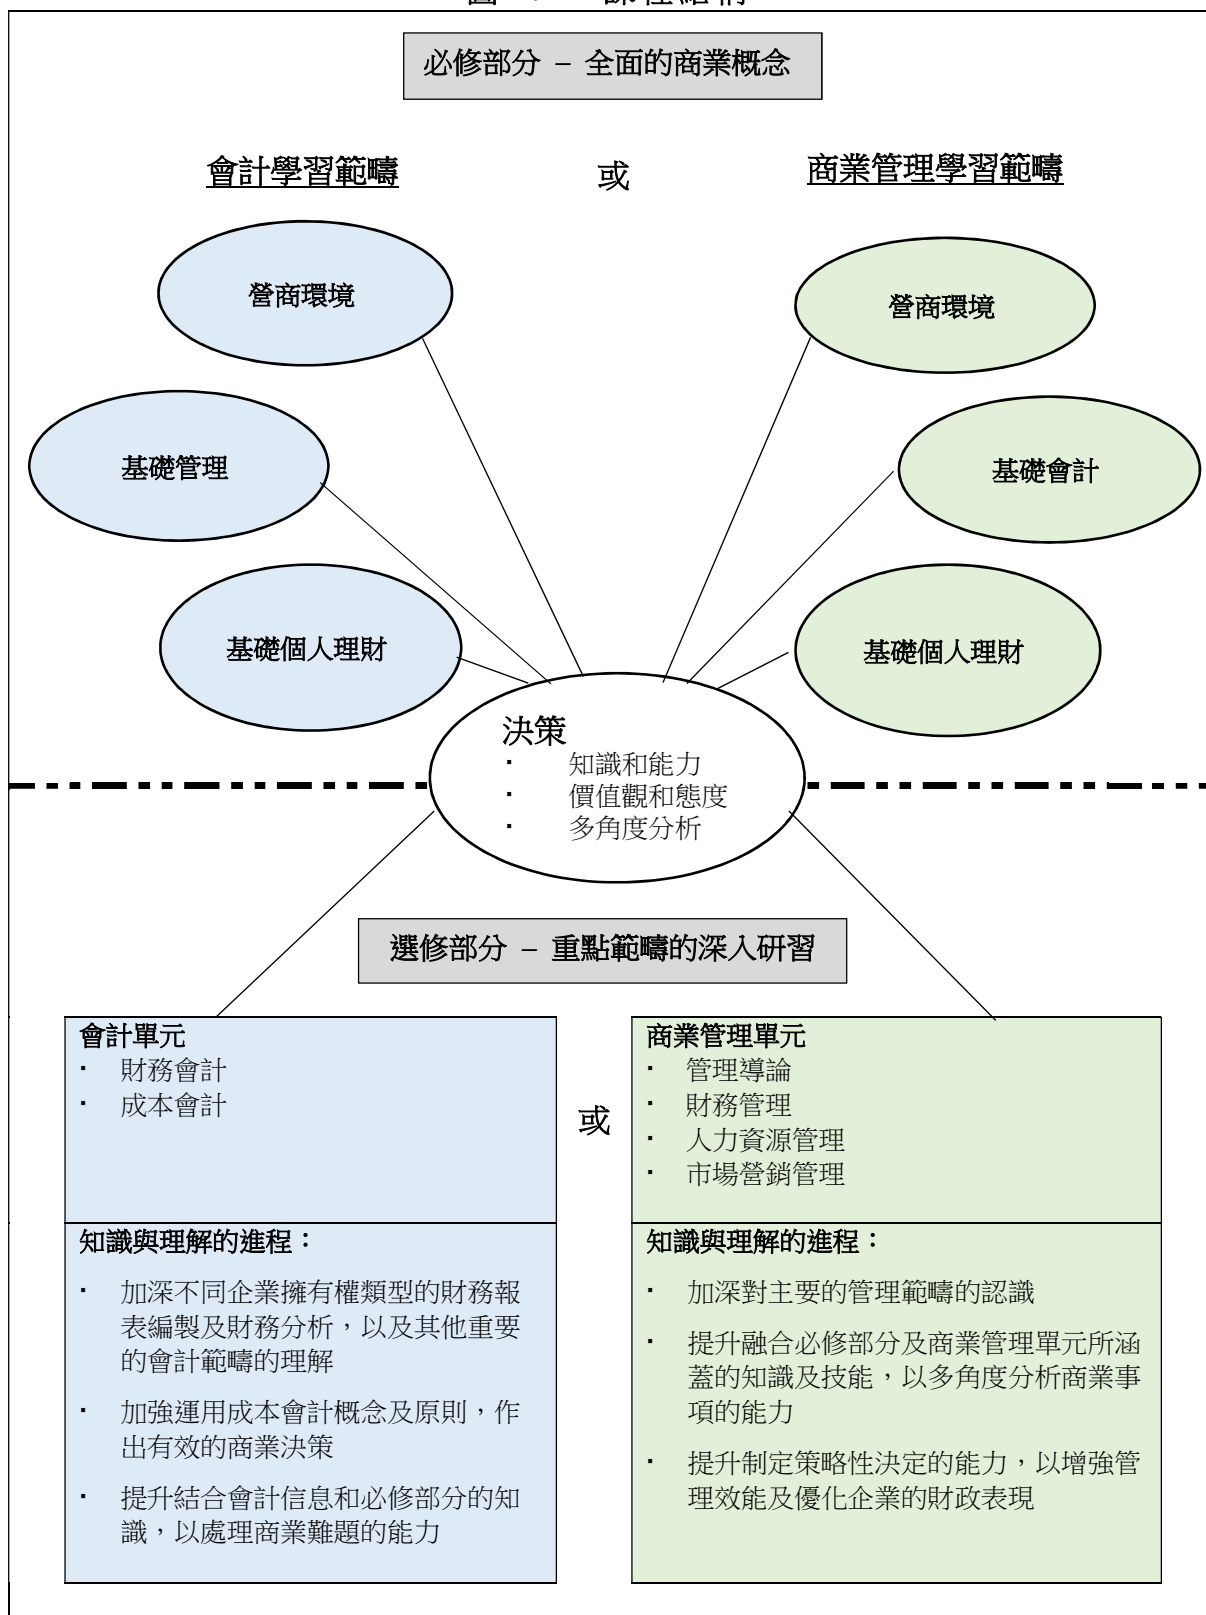 必修部分 – 全面的商業概念
會計學習範疇
或
商業管理學習範疇
營商環境
營商環境
基礎管理
基礎會計
基礎個人理財
基礎個人理財
決策
· 知識和能力
· 價值觀和態度
· 多角度分析
選修部分 – 重點範疇的深入研習
會計單元
· 財務會計
· 成本會計
或
商業管理單元
· 管理導論
· 財務管理
· 人力資源管理
· 市場營銷管理
知識與理解的進程：
· 加深不同企業擁有權類型的財務報
表編製及財務分析，以及其他重要
的會計範疇的理解
· 加強運用成本會計概念及原則，作
出有效的商業決策
· 提升結合會計信息和必修部分的知
識，以處理商業難題的能力
知識與理解的進程：
· 加深對主要的管理範疇的認識
· 提升融合必修部分及商業管理單元所涵
蓋的知識及技能，以多角度分析商業事
項的能力
· 提升制定策略性決定的能力，以增強管
理效能及優化企業的財政表現